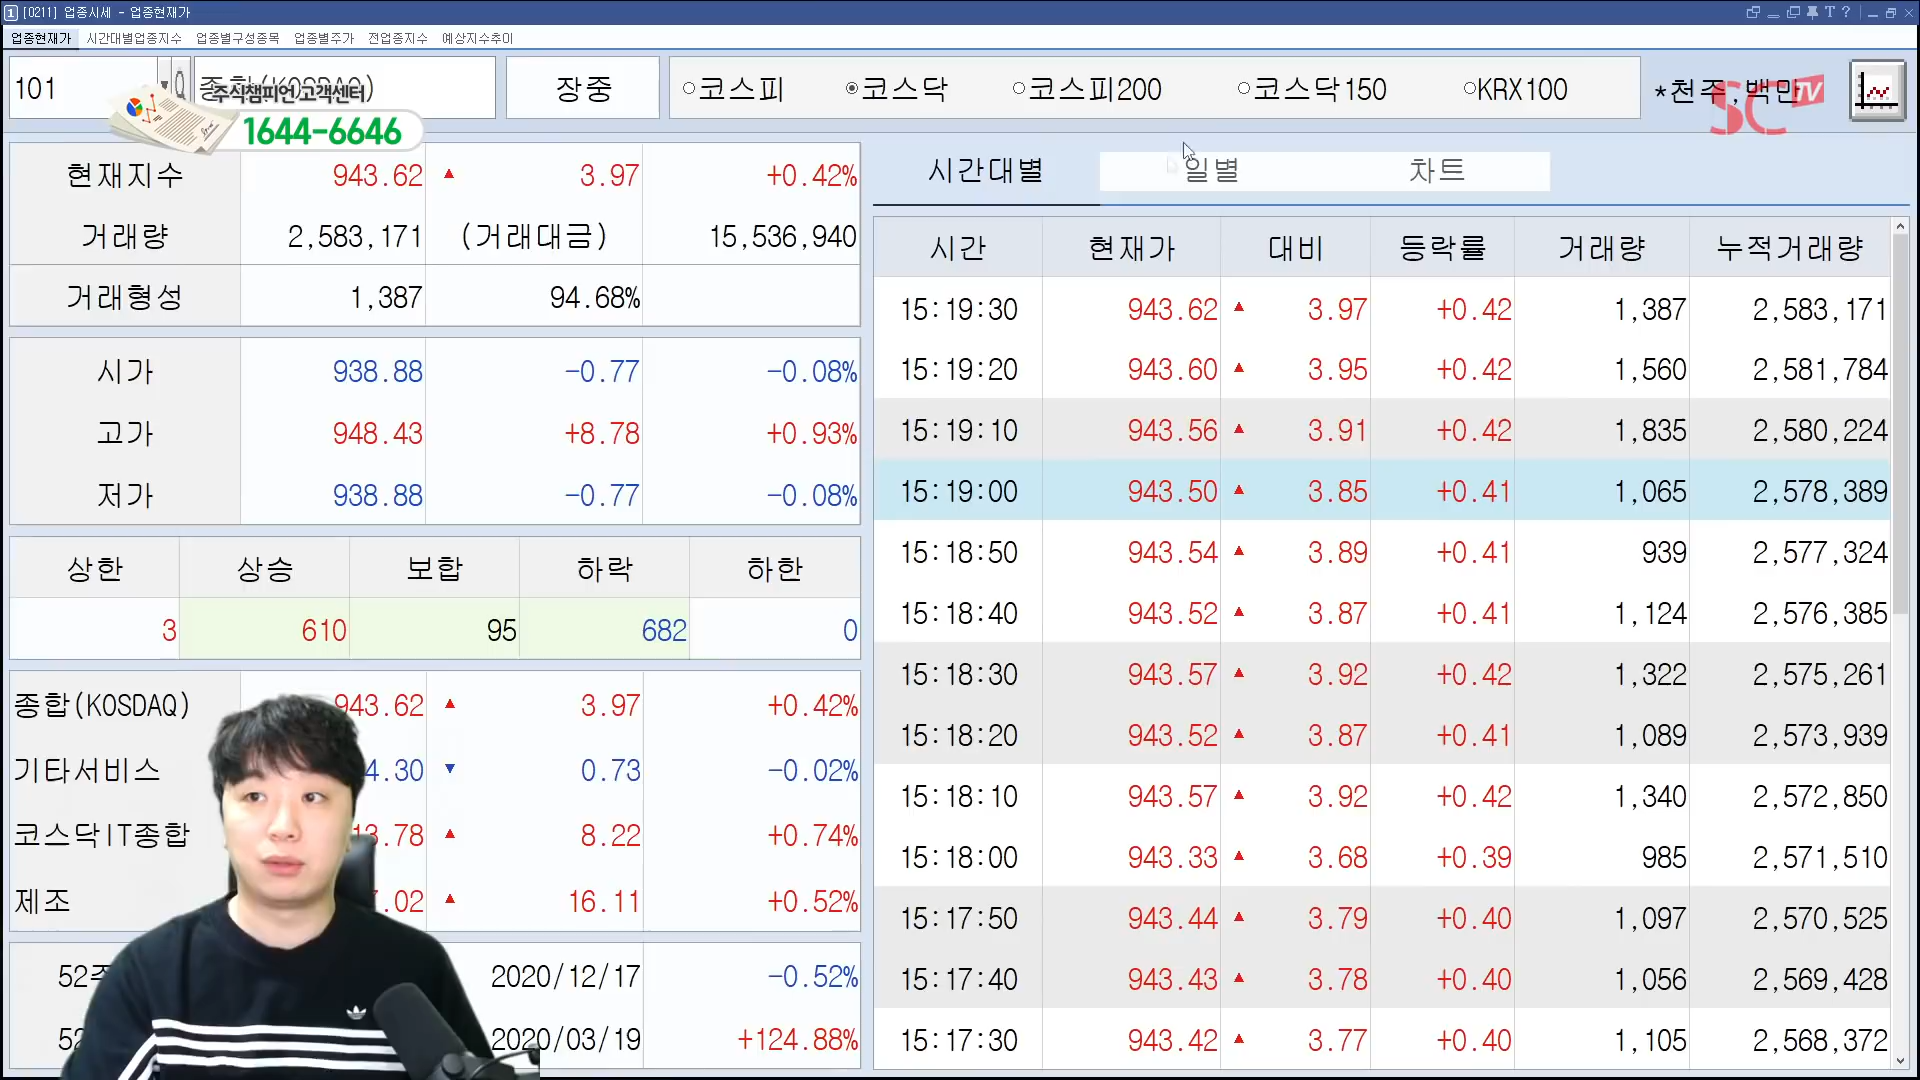 1 [0211] 업종시세 - 업종현재가
업종현재가 시간대별업종지수 업종별구성종목 업종별주가 전업종지수 예상지수추이
101 종합(KOSDAQ) 장중 코스피 코스닥 코스피200 코스닥150 KRX100 *천주,백만
주식챔피언 고객센터
1644-6646
SC TV
현재지수 943.62 ▲ 3.97 +0.42%
거래량 2,583,171 (거래대금) 15,536,940
거래형성 1,387 94.68%
시가 938.88 -0.77 -0.08%
고가 948.43 +8.78 +0.93%
저가 938.88 -0.77 -0.08%
상한 상승 보합 하락 하한
3 610 95 682 0
종합(KOSDAQ) 943.62 ▲ 3.97 +0.42%
기타서비스 4.30 ▼ 0.73 -0.02%
코스닥IT종합 3.78 ▲ 8.22 +0.74%
제조 .02 ▲ 16.11 +0.52%
52주 2020/12/17 -0.52%
52 2020/03/19 +124.88%
시간대별 일별 차트
시간 현재가 대비 등락률 거래량 누적거래량
15:19:30 943.62 ▲ 3.97 +0.42 1,387 2,583,171
15:19:20 943.60 ▲ 3.95 +0.42 1,560 2,581,784
15:19:10 943.56 ▲ 3.91 +0.42 1,835 2,580,224
15:19:00 943.50 ▲ 3.85 +0.41 1,065 2,578,389
15:18:50 943.54 ▲ 3.89 +0.41 939 2,577,324
15:18:40 943.52 ▲ 3.87 +0.41 1,124 2,576,385
15:18:30 943.57 ▲ 3.92 +0.42 1,322 2,575,261
15:18:20 943.52 ▲ 3.87 +0.41 1,089 2,573,939
15:18:10 943.57 ▲ 3.92 +0.42 1,340 2,572,850
15:18:00 943.33 ▲ 3.68 +0.39 985 2,571,510
15:17:50 943.44 ▲ 3.79 +0.40 1,097 2,570,525
15:17:40 943.43 ▲ 3.78 +0.40 1,056 2,569,428
15:17:30 943.42 ▲ 3.77 +0.40 1,105 2,568,372